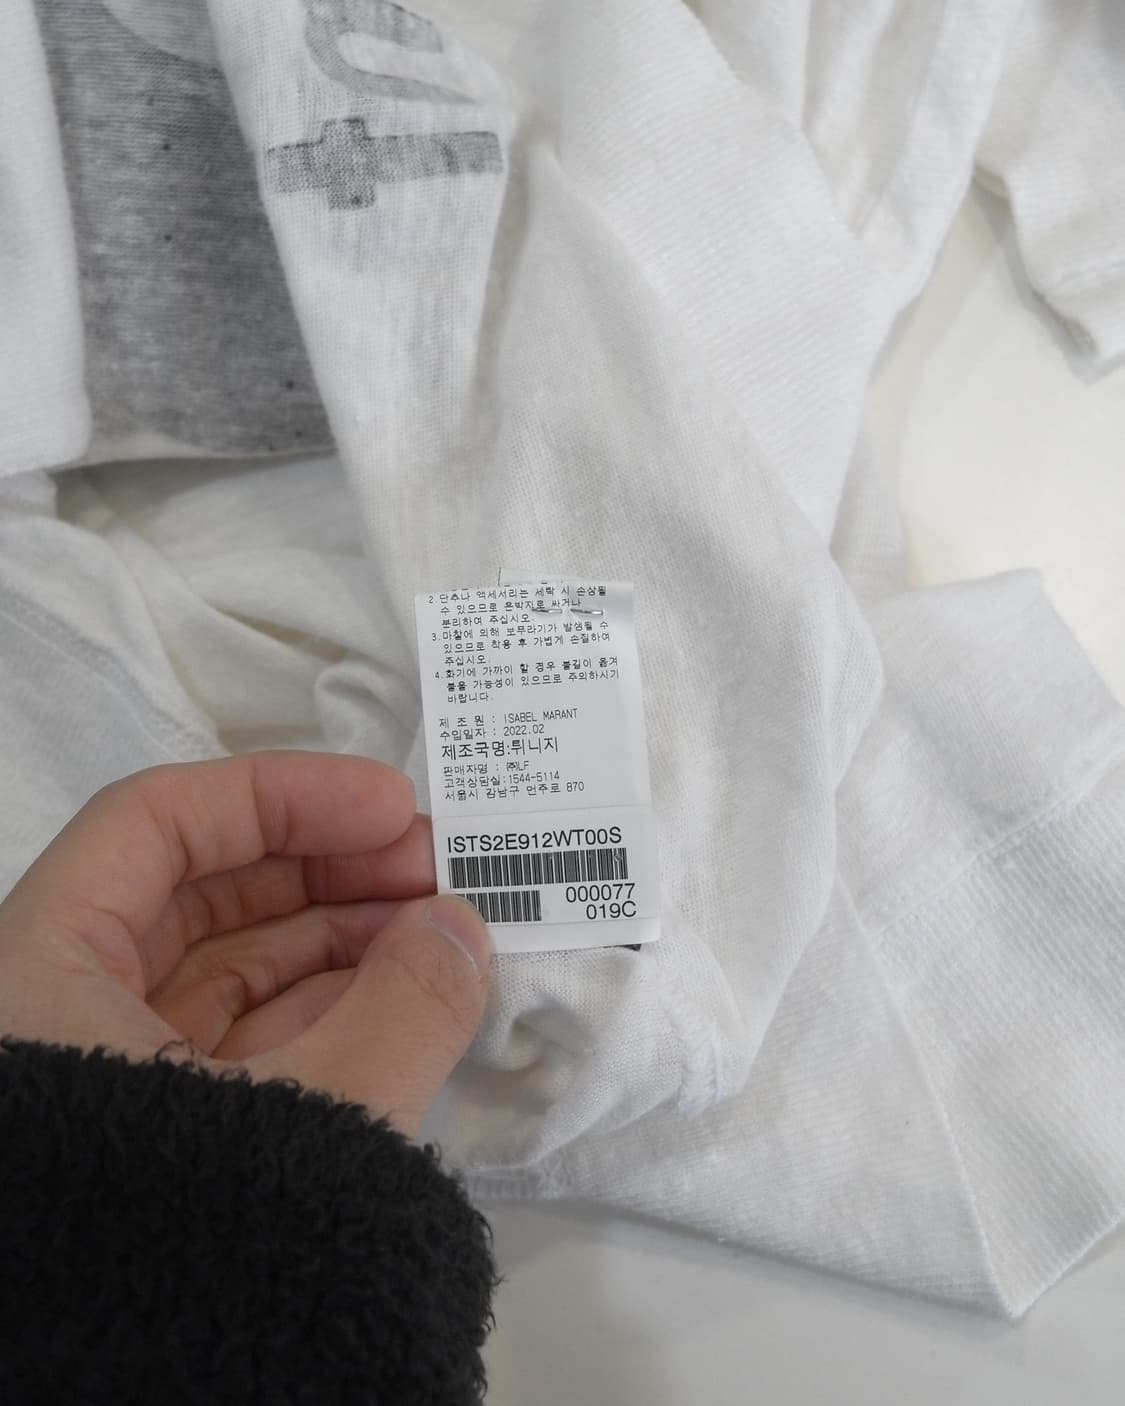 2.단추나 액세서리는 세탁 시 손상될
수 있으므로 은박지로 싸거나
분리하여 주십시오.
3.마찰에 의해 보푸라기가 발생될 수
있으므로 착용 후 가볍게 손질하여
주십시오.
4.화기에 가까이 할 경우 불길이 옮겨
붙을 가능성이 있으므로 주의하시기
바랍니다.
제 조 원 : ISABEL MARANT
수입일자 : 2022.02
제조국명:튀니지
판매자명 : ㈜LF
고객상담실:1544-5114
서울시 강남구 언주로 870
ISTS2E912WT00S
000077
019C